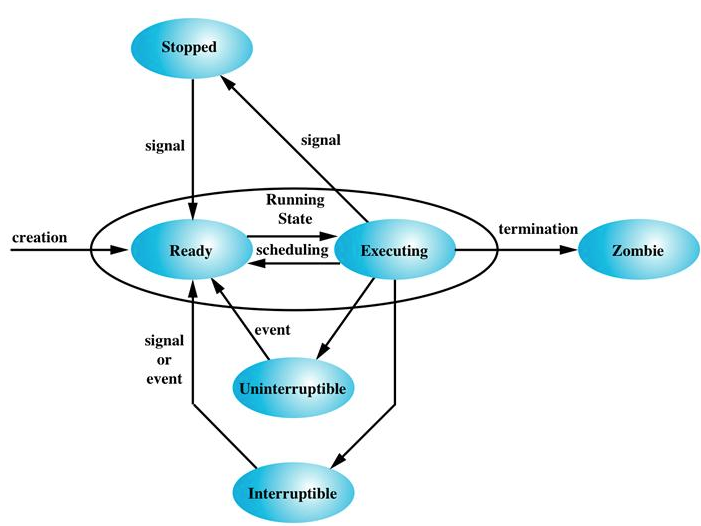 Stopped
signal
signal
Running
State
creation
Ready
scheduling
Executing
termination
Zombie
signal
or
event
event
Uninterruptible
Interruptible